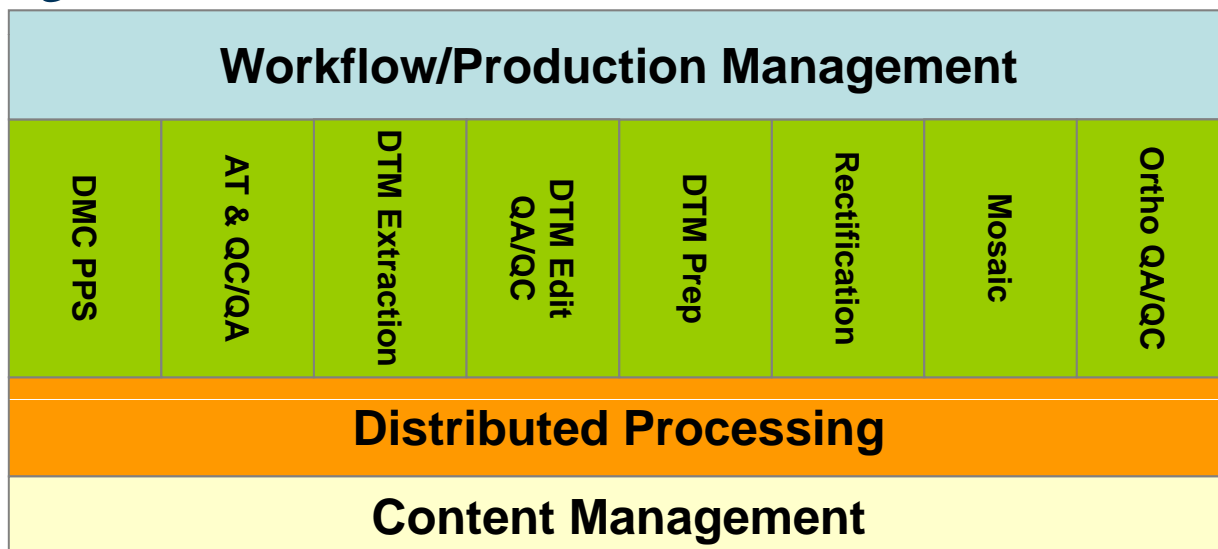 Workflow/Production Management
DMC PPS
AT & QC/QA
DTM Extraction
DTM Edit
QA/QC
DTM Prep
Rectification
Mosaic
Ortho QA/QC
Distributed Processing
Content Management